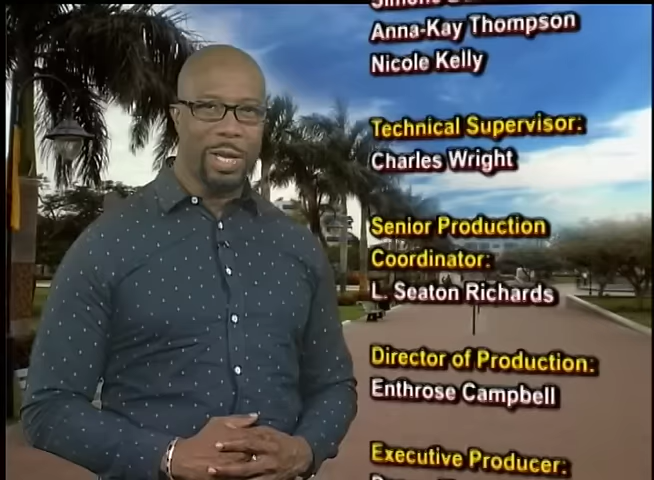 Anna-Kay Thompson
Nicole Kelly
Technical Supervisor:
Charles Wright
Senior Production
Coordinator:
L. Seaton Richards
Director of Production:
Enthrose Campbell
Executive Producer: